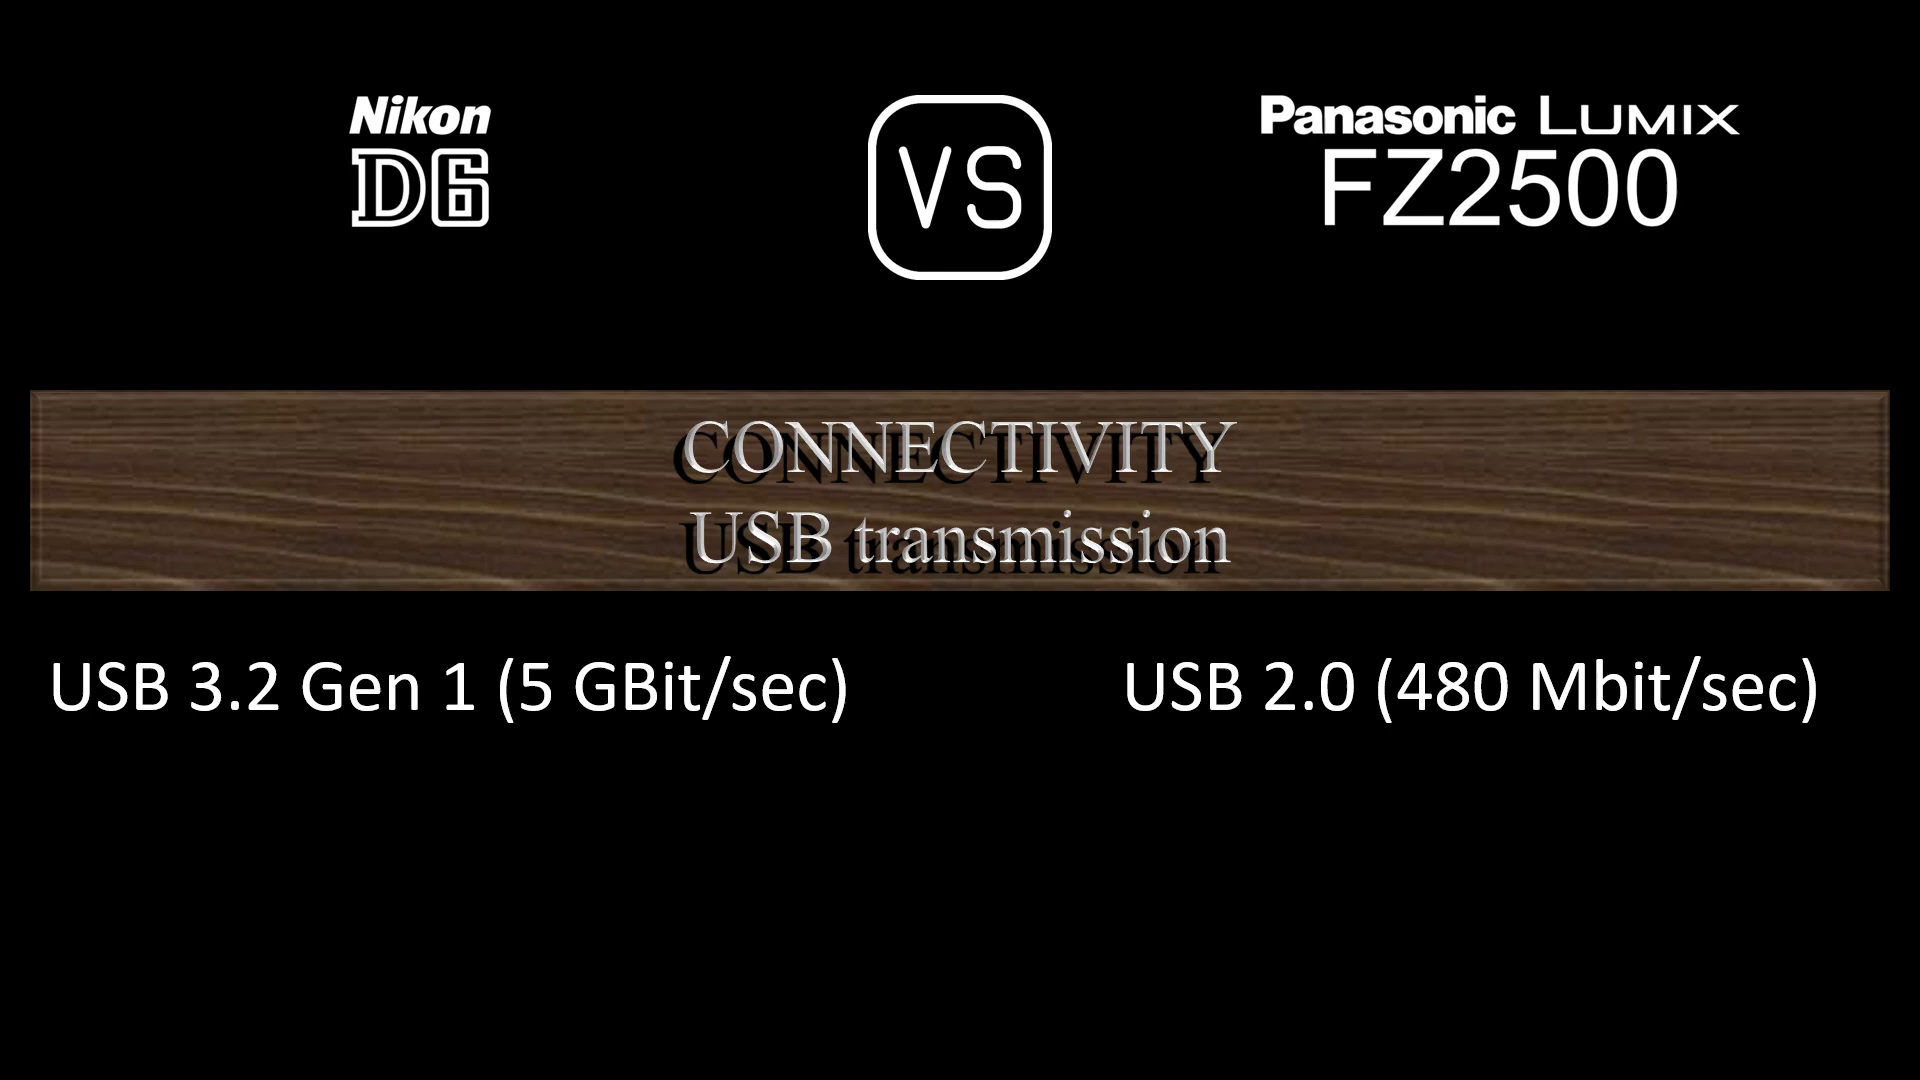 Nikon
D6
VS
Panasonic LUMIX
FZ2500
CONNECTIVITY
USB transmission
USB 3.2 Gen 1 (5 GBit/sec)
USB 2.0 (480 Mbit/sec)